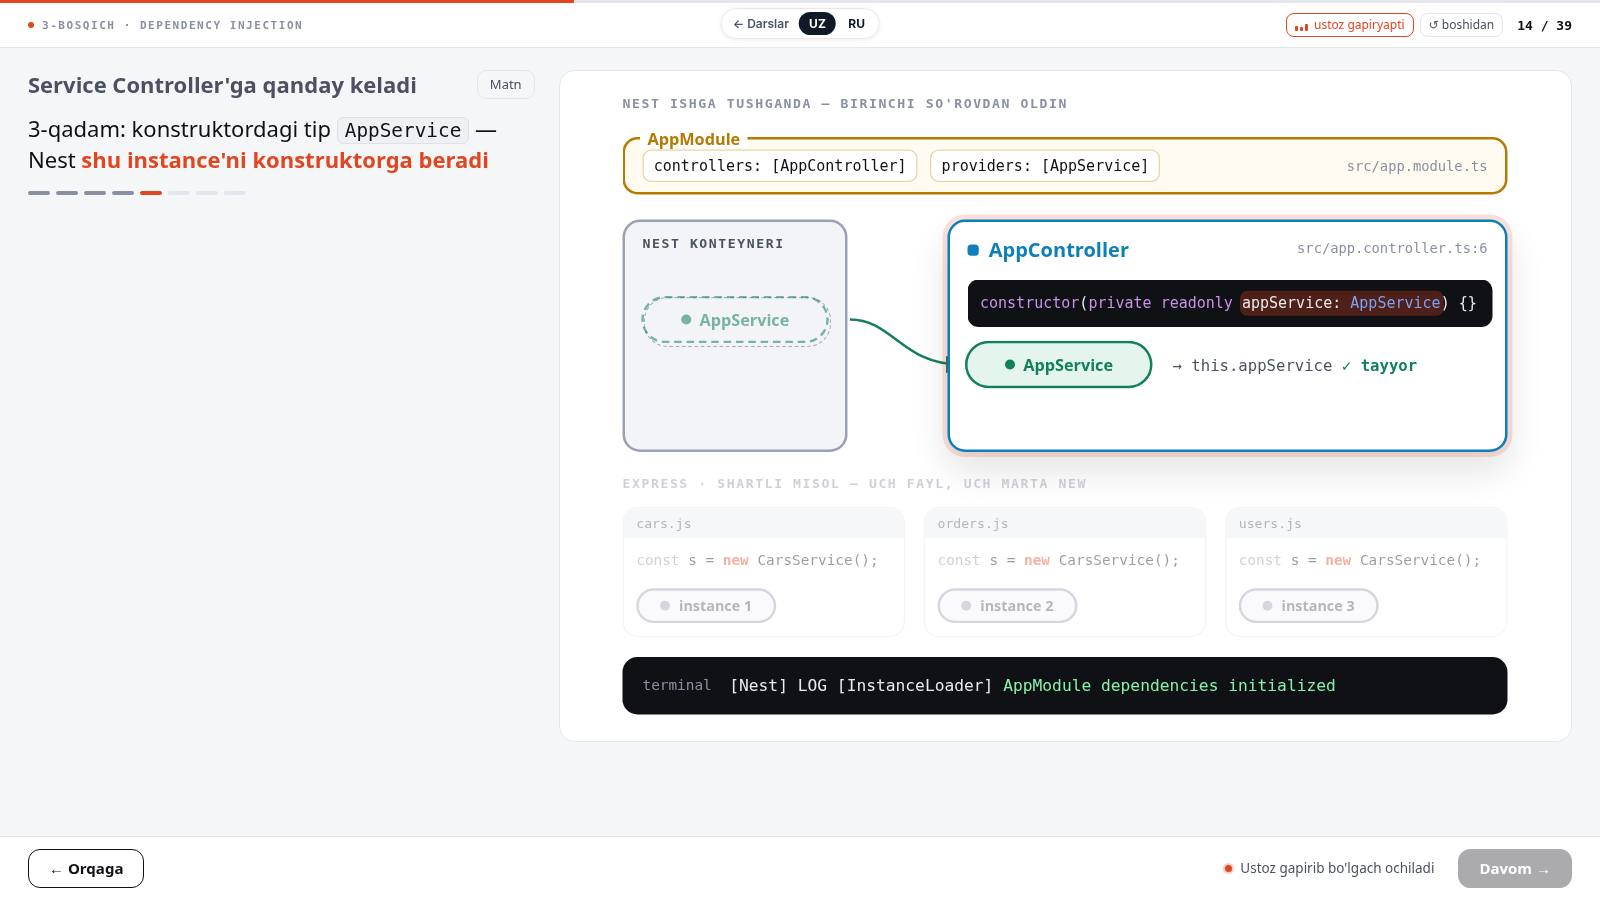 3-BOSQICH · DEPENDENCY INJECTION
← Darslar UZ RU
ustoz gapiryapti
↺ boshidan
14 / 39
Service Controller'ga qanday keladi
Matn
3-qadam: konstruktordagi tip AppService —
Nest shu instance'ni konstruktorga beradi
NEST ISHGA TUSHGANDA — BIRINCHI SO'ROVDAN OLDIN
AppModule
controllers: [AppController]
providers: [AppService]
src/app.module.ts
NEST KONTEYNERI
AppService
AppController
src/app.controller.ts:6
constructor(private readonly appService: AppService) {}
AppService
→ this.appService ✓ tayyor
EXPRESS · SHARTLI MISOL — UCH FAYL, UCH MARTA NEW
cars.js
const s = new CarsService();
instance 1
orders.js
const s = new CarsService();
instance 2
users.js
const s = new CarsService();
instance 3
terminal [Nest] LOG [InstanceLoader] AppModule dependencies initialized
← Orqaga
Ustoz gapirib bo'lgach ochiladi
Davom →